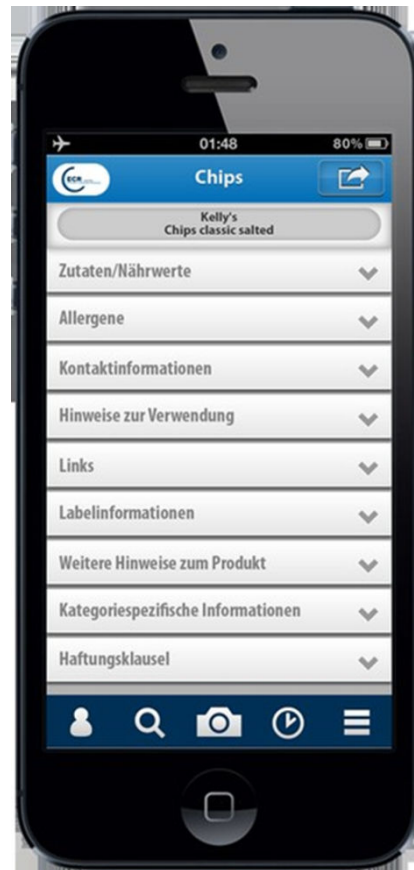 01:48
80%
ECR
Chips
Kelly's
Chips classic salted
Zutaten/Nährwerte
Allergene
Kontaktinformationen
Hinweise zur Verwendung
Links
Labelinformationen
Weitere Hinweise zum Produkt
Kategoriespezifische Informationen
Haftungsklausel